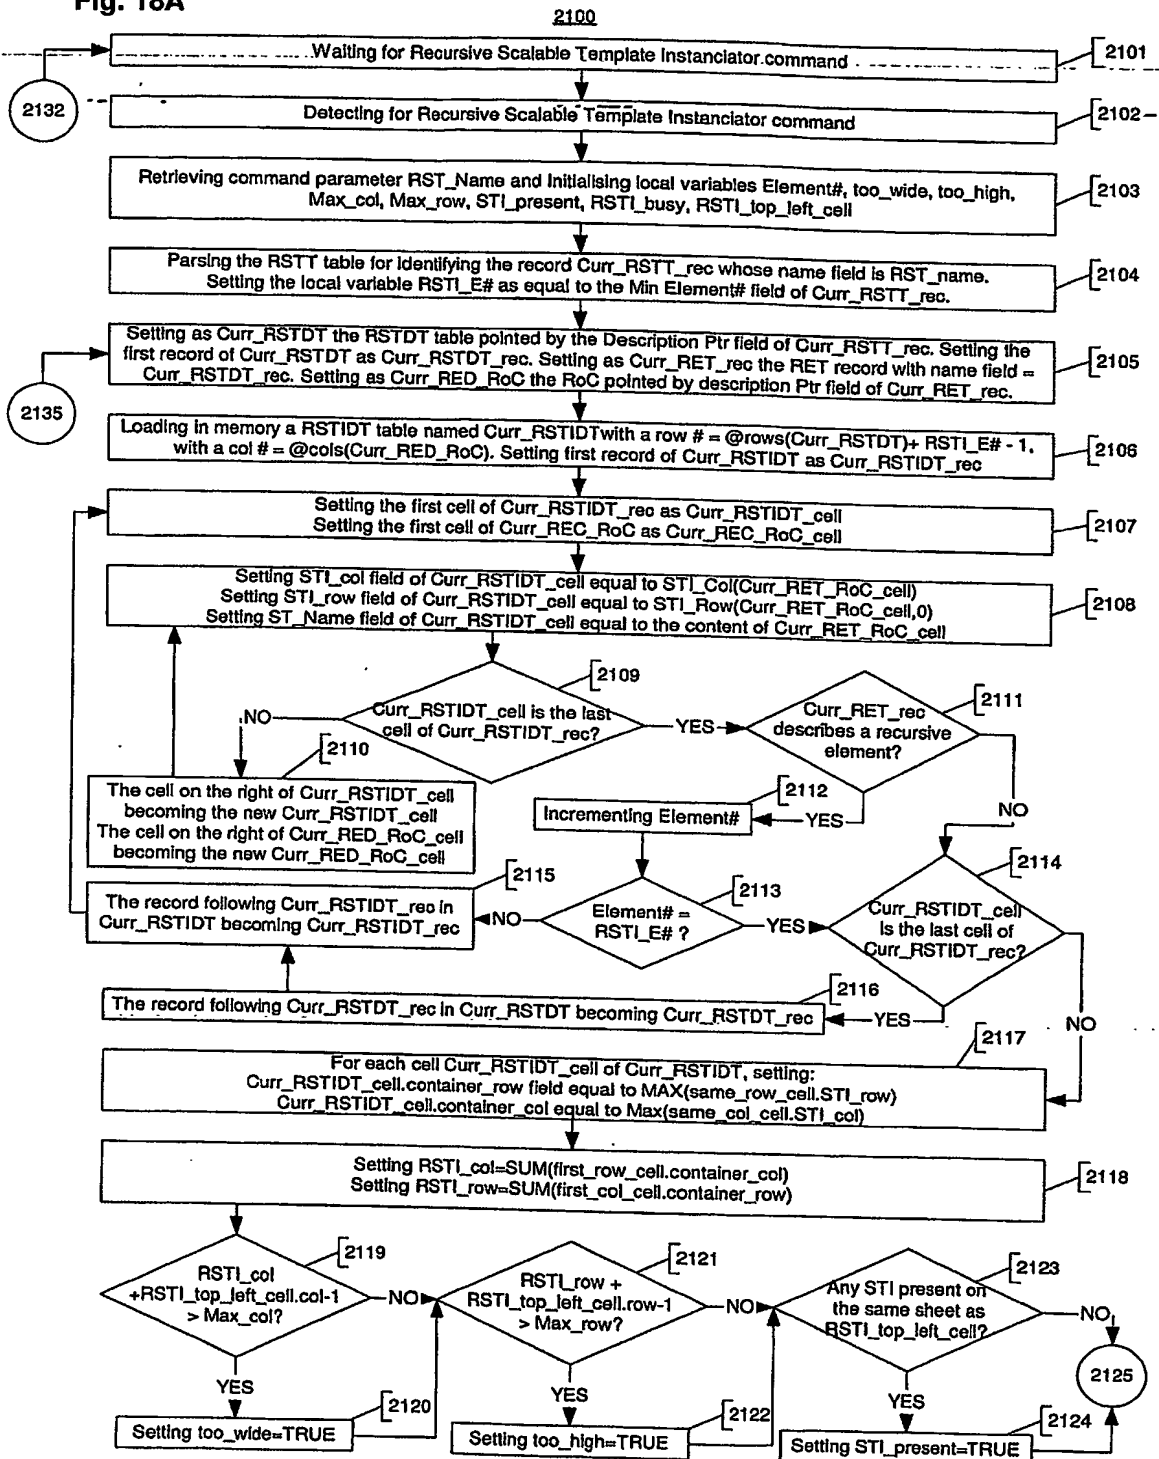 Fig. 18A
2100
Waiting for Recursive Scalable Template Instanciator command
2101
2132
Detecting for Recursive Scalable Template Instanciator command
2102
Retrieving command parameter RST_Name and Initialising local variables Element#, too_wide, too_high,
Max_col, Max_row, STI_present, RSTI_busy, RSTI_top_left_cell
2103
Parsing the RSTT table for identifying the record Curr_RSTT_rec whose name field is RST_name.
Setting the local variable RSTI_E# as equal to the Min Element# field of Curr_RSTT_rec.
2104
Setting as Curr_RSTDT the RSTDT table pointed by the Description Ptr field of Curr_RSTT_rec. Setting the
first record of Curr_RSTDT as Curr_RSTDT_rec. Setting as Curr_RET_rec the RET record with name field =
Curr_RSTDT_rec. Setting as Curr_RED_RoC the RoC pointed by description Ptr field of Curr_RET_rec.
2105
2135
Loading in memory a RSTIDT table named Curr_RSTIDTwith a row # = @rows(Curr_RSTDT)+ RSTI_E# - 1,
with a col # = @cols(Curr_RED_RoC). Setting first record of Curr_RSTIDT as Curr_RSTIDT_rec
2106
Setting the first cell of Curr_RSTIDT_rec as Curr_RSTIDT_cell
Setting the first cell of Curr_REC_RoC as Curr_REC_RoC_cell
2107
Setting STI_col field of Curr_RSTIDT_cell equal to STI_Col(Curr_RET_RoC_cell)
Setting STI_row field of Curr_RSTIDT_cell equal to STI_Row(Curr_RET_RoC_cell,0)
Setting ST_Name field of Curr_RSTIDT_cell equal to the content of Curr_RET_RoC_cell
2108
2109
Curr_RSTIDT_cell is the last
cell of Curr_RSTIDT_rec?
NO
YES
2111
Curr_RET_rec
describes a recursive
element?
NO
YES
2110
The cell on the right of Curr_RSTIDT_cell
becoming the new Curr_RSTIDT_cell
The cell on the right of Curr_RED_RoC_cell
becoming the new Curr_RED_RoC_cell
2112
Incrementing Element#
2115
The record following Curr_RSTIDT_rec in
Curr_RSTIDT becoming Curr_RSTIDT_rec
2113
Element# =
RSTI_E# ?
NO
YES
2114
Curr_RSTIDT_cell
is the last cell of
Curr_RSTIDT_rec?
YES
NO
2116
The record following Curr_RSTDT_rec in Curr_RSTDT becoming Curr_RSTDT_rec
2117
For each cell Curr_RSTIDT_cell of Curr_RSTIDT, setting:
Curr_RSTIDT_cell.container_row field equal to MAX(same_row_cell.STI_row)
Curr_RSTIDT_cell.container_col equal to Max(same_col_cell.STI_col)
Setting RSTI_col=SUM(first_row_cell.container_col)
Setting RSTI_row=SUM(first_col_cell.container_row)
2118
2119
RSTI_col
+RSTI_top_left_cell.col-1
> Max_col?
NO
YES
2120
Setting too_wide=TRUE
2121
RSTI_row +
RSTI_top_left_cell.row-1
> Max_row?
NO
YES
2122
Setting too_high=TRUE
2123
Any STI present on
the same sheet as
RSTI_top_left_cell?
NO
YES
2124
Setting STI_present=TRUE
2125